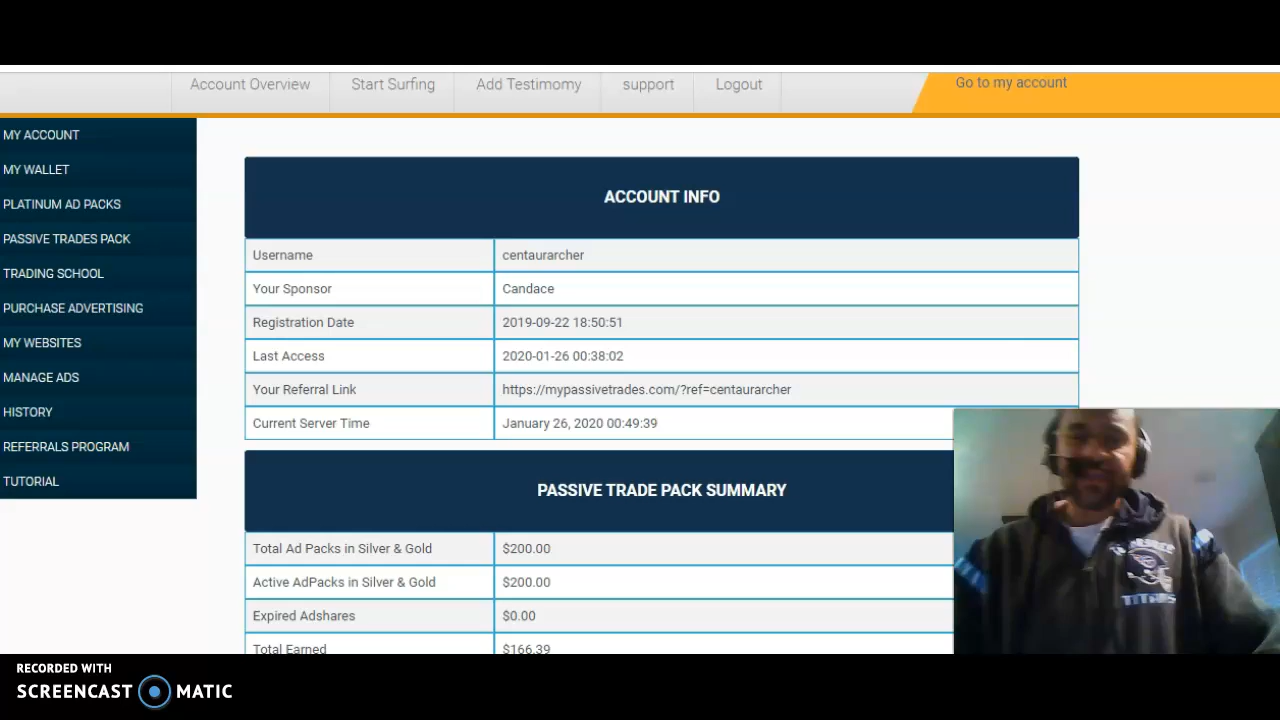 Account Overview Start Surfing Add Testimomy support Logout Go to my account
MY ACCOUNT
MY WALLET
PLATINUM AD PACKS
PASSIVE TRADES PACK
TRADING SCHOOL
PURCHASE ADVERTISING
MY WEBSITES
MANAGE ADS
HISTORY
REFERRALS PROGRAM
TUTORIAL
ACCOUNT INFO
Username centaurarcher
Your Sponsor Candace
Registration Date 2019-09-22 18:50:51
Last Access 2020-01-26 00:38:02
Your Referral Link https://mypassivetrades.com/?ref=centaurarcher
Current Server Time January 26, 2020 00:49:39
PASSIVE TRADE PACK SUMMARY
Total Ad Packs in Silver & Gold $200.00
Active AdPacks in Silver & Gold $200.00
Expired Adshares $0.00
Total Earned $166.39
TITANS
RECORDED WITH
SCREENCAST MATIC